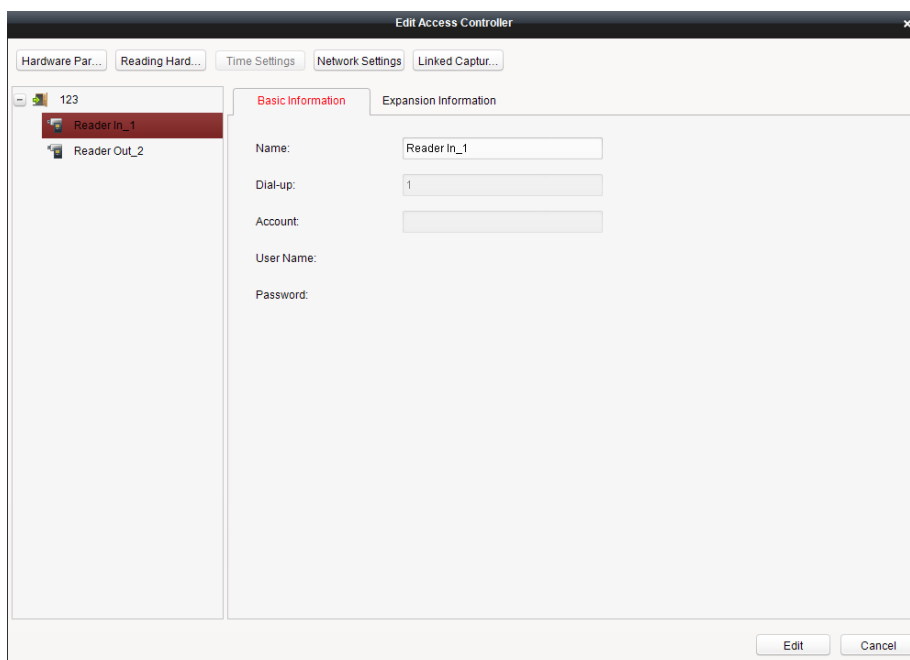 Edit Access Controller
Hardware Par... Reading Hard... Time Settings Network Settings Linked Captur...
123
Reader In_1
Reader Out_2
Basic Information Expansion Information
Name: Reader In_1
Dial-up: 1
Account:
User Name:
Password:
Edit Cancel